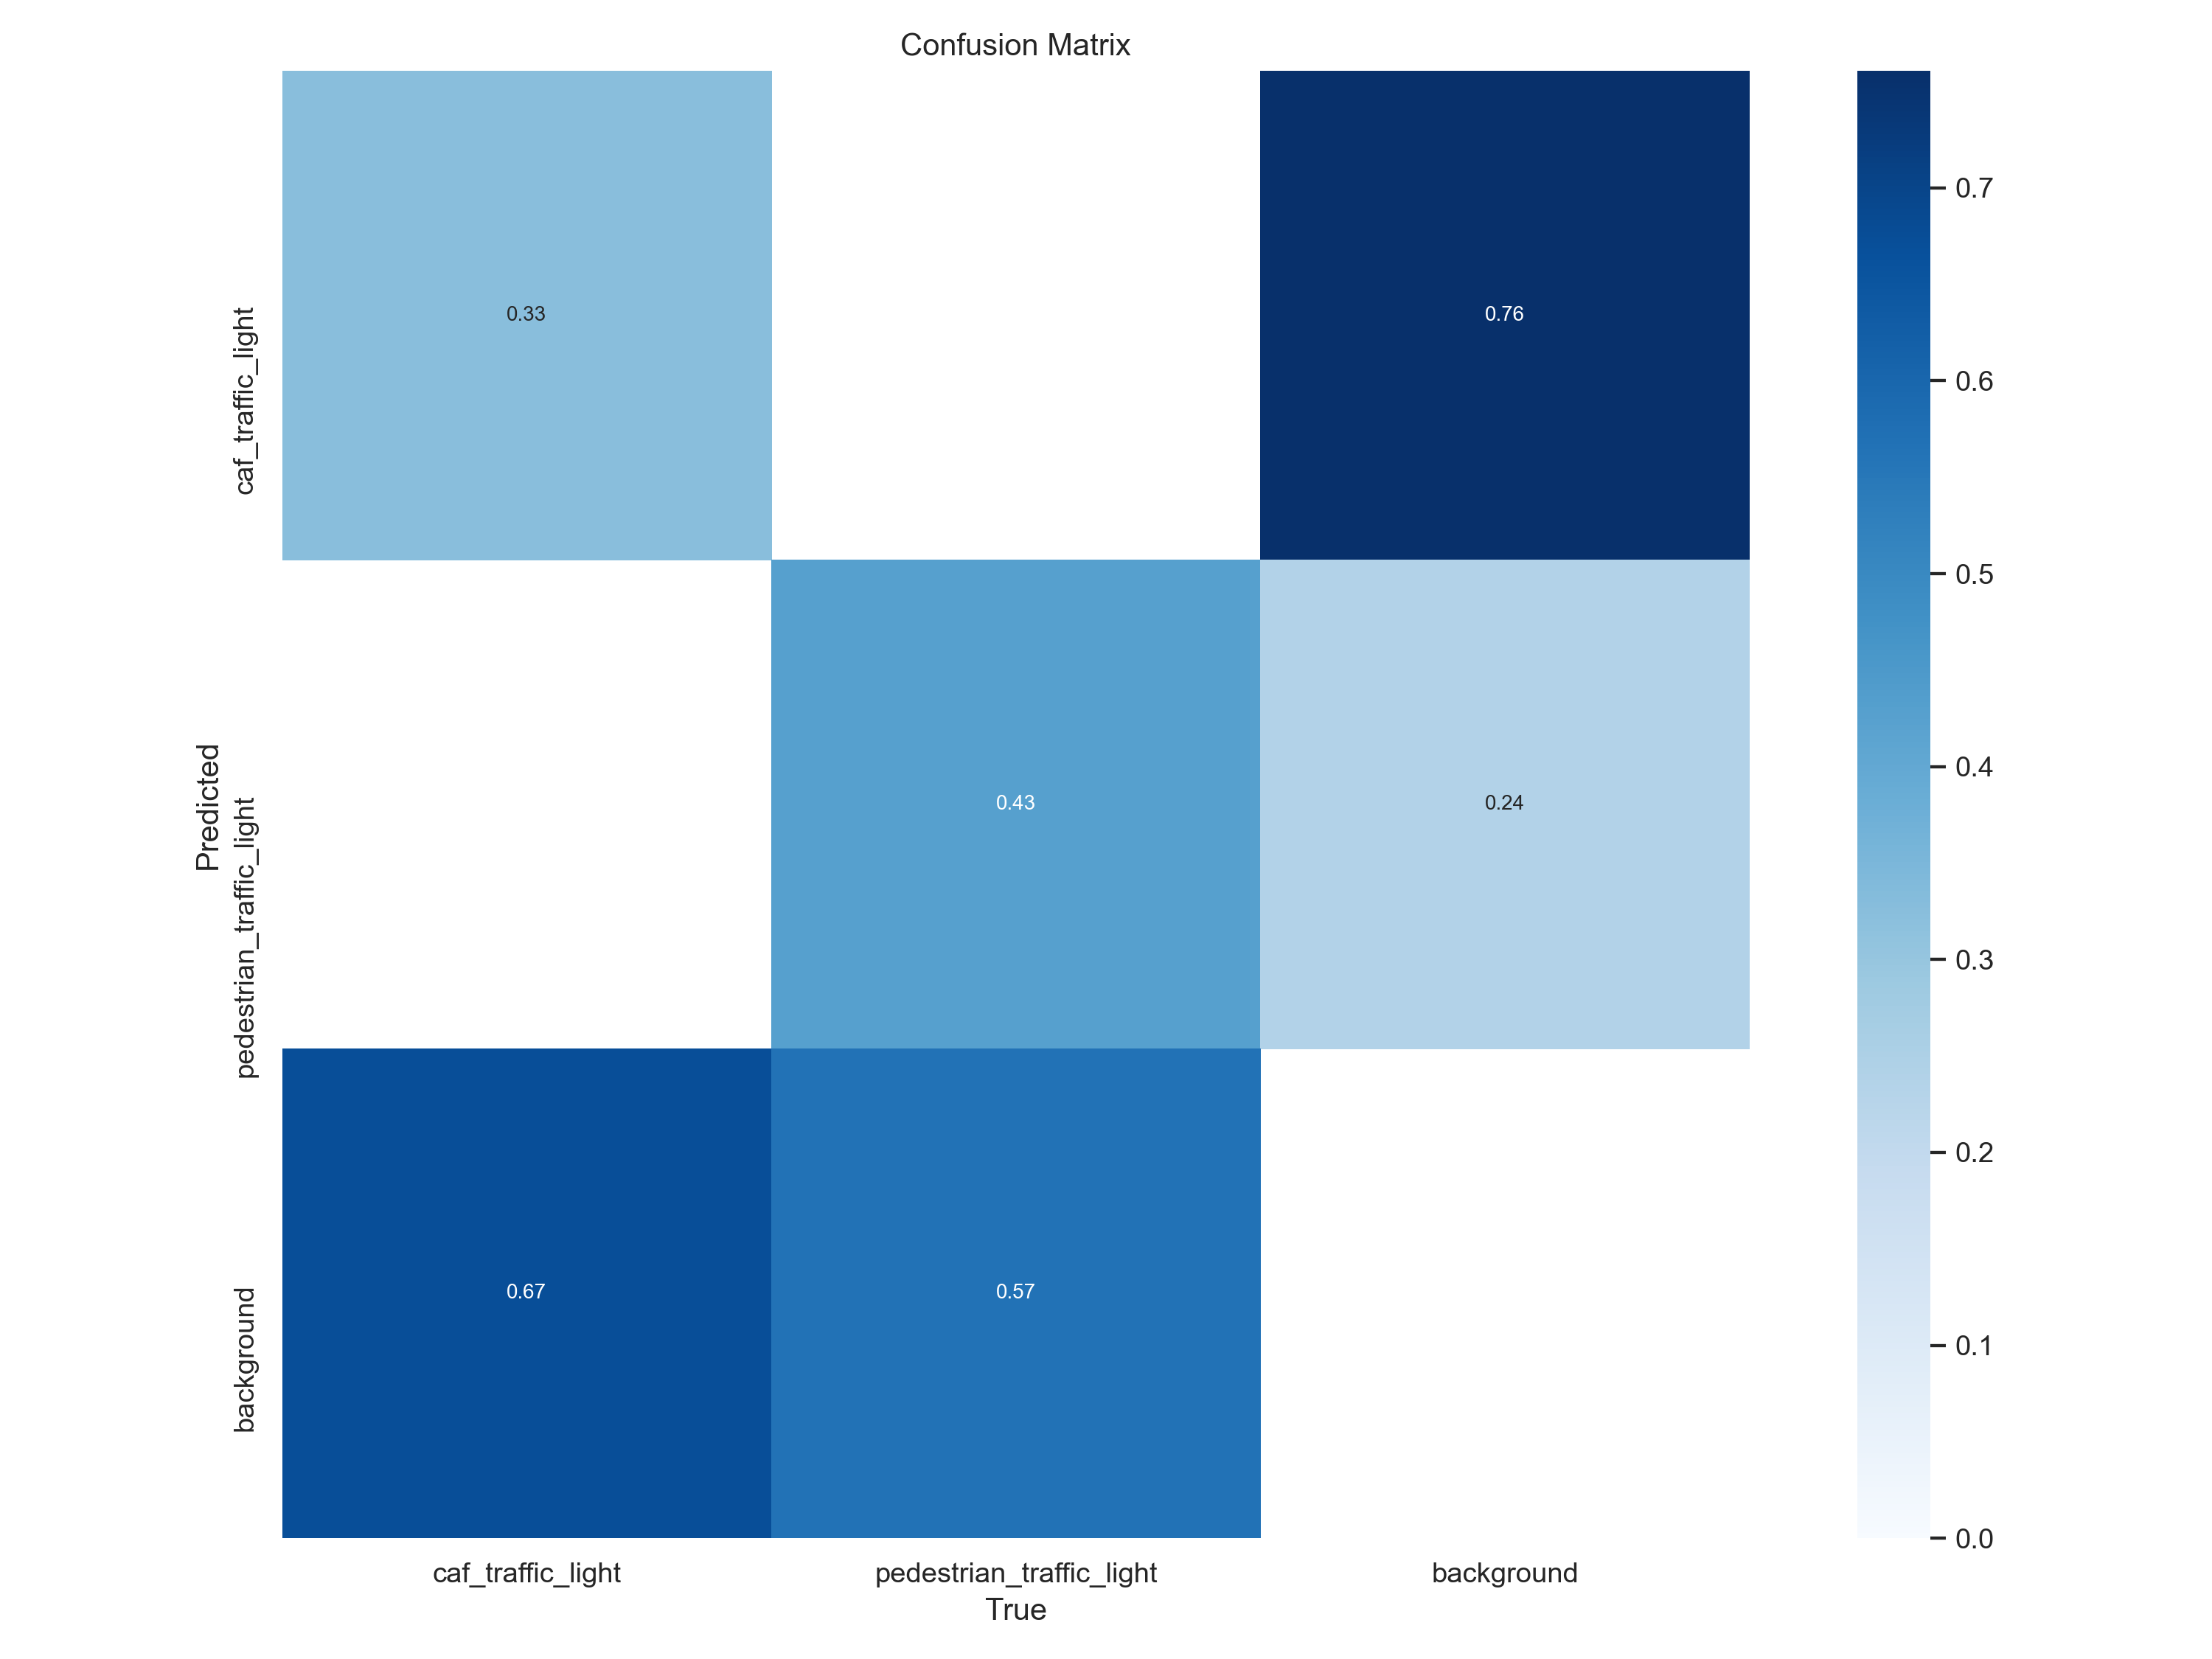 Confusion Matrix
caf_traffic_light
pedestrian_traffic_light
background
Predicted
0.33
0.76
0.43
0.24
0.67
0.57
caf_traffic_light
pedestrian_traffic_light
background
True
0.7
0.6
0.5
0.4
0.3
0.2
0.1
0.0